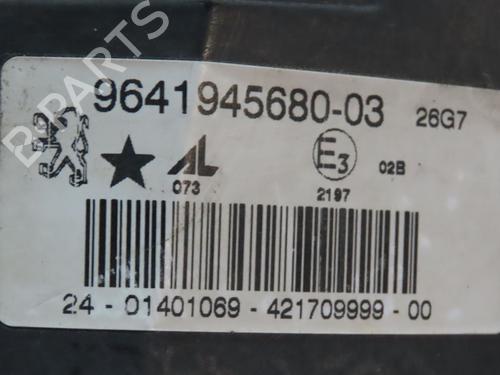 B-PARTS
9641945680-03 26G7
AL E3 02B
073 2197
24 - 01401069 - 421709999 - 00